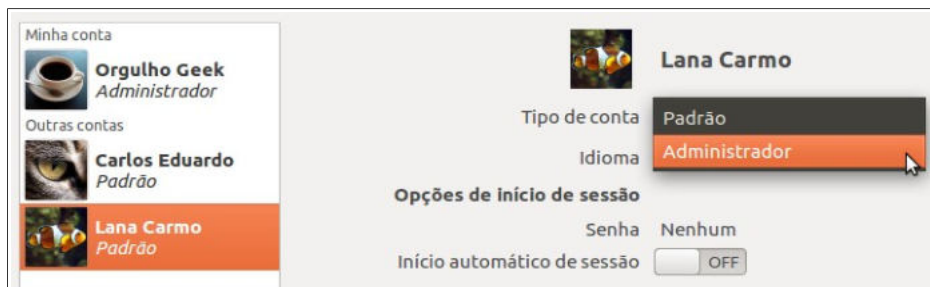 Minha conta
Orgulho Geek
Administrador
Outras contas
Carlos Eduardo
Padrão
Lana Carmo
Padrão
Lana Carmo
Tipo de conta
Padrão
Administrador
Idioma
Opções de início de sessão
Senha Nenhum
Início automático de sessão OFF